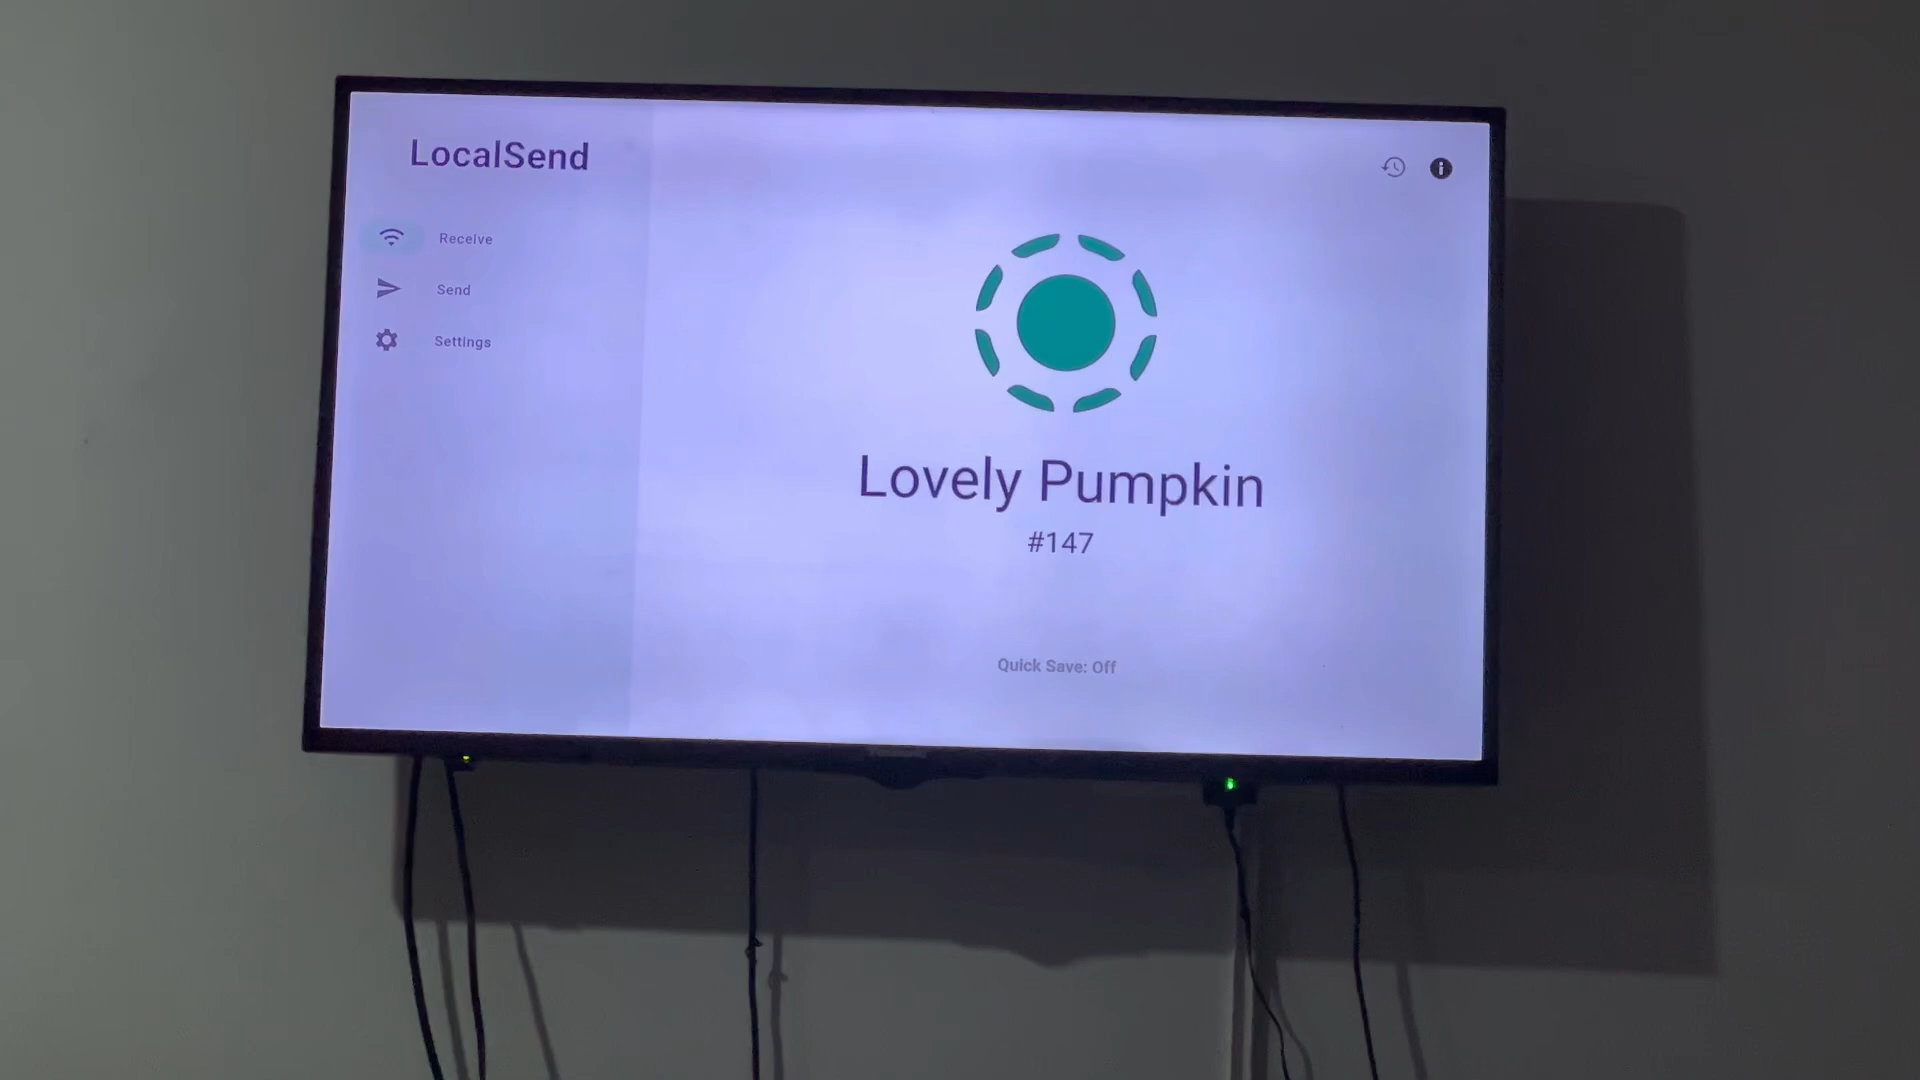 LocalSend
Receive
Send
Settings
Lovely Pumpkin
#147
Quick Save: Off